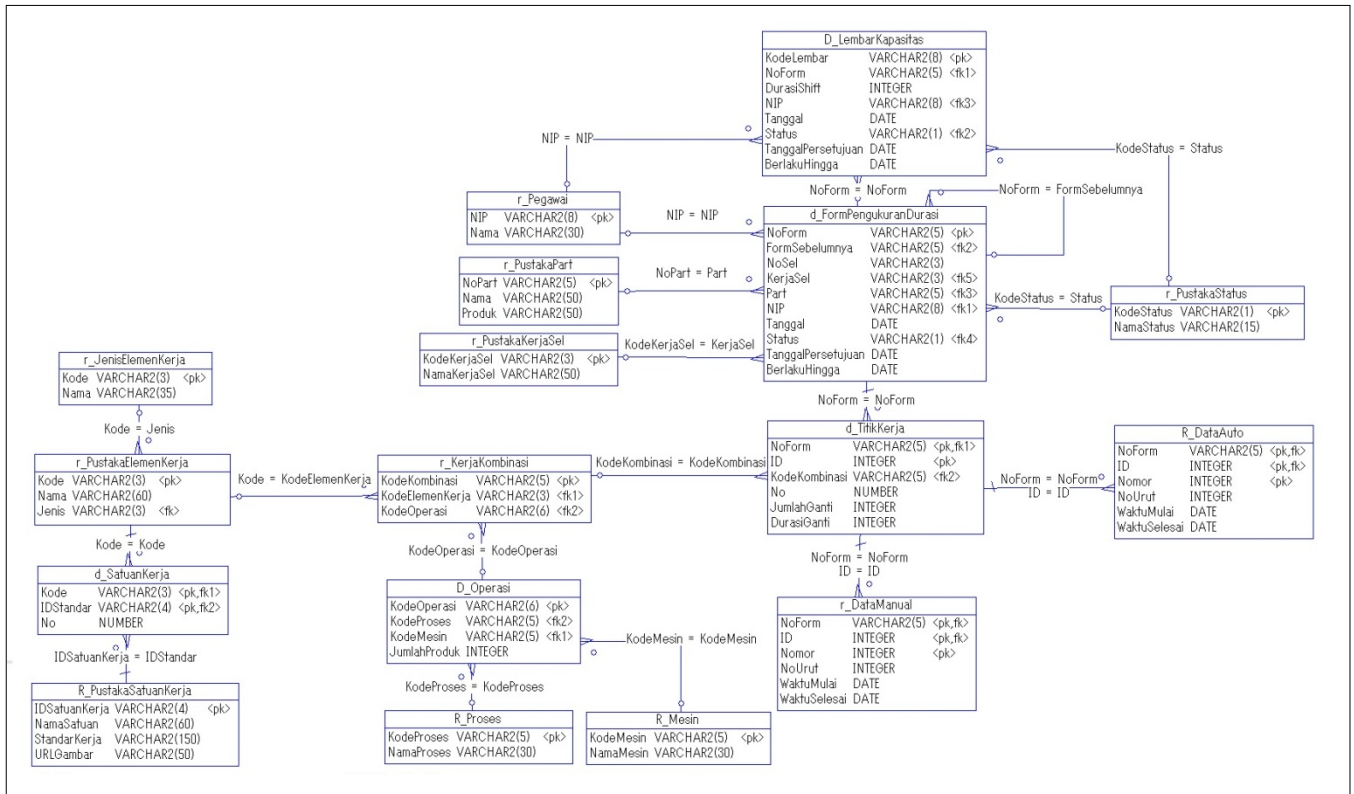 D_LembarKapasitas
KodeLembar VARCHAR2(8) <pk>
NoForm VARCHAR2(5) <fk1>
DurasiShift INTEGER
NIP VARCHAR2(8) <fk3>
Tanggal DATE
Status VARCHAR2(1) <fk2>
TanggalPersetujuan DATE
BerlakuHingga DATE
NIP = NIP
KodeStatus = Status
NoForm = NoForm
NoForm = FormSebelumnya
r_Pegawai
NIP VARCHAR2(8) <pk>
Nama VARCHAR2(30)
NIP = NIP
d_FormPengukuranDurasi
NoForm VARCHAR2(5) <pk>
FormSebelumnya VARCHAR2(5) <fk2>
NoSel VARCHAR2(3)
KerjaSel VARCHAR2(3) <fk5>
Part VARCHAR2(5) <fk3>
NIP VARCHAR2(8) <fk1>
Tanggal DATE
Status VARCHAR2(1) <fk4>
TanggalPersetujuan DATE
BerlakuHingga DATE
r_PustakaPart
NoPart VARCHAR2(5) <pk>
Nama VARCHAR2(50)
Produk VARCHAR2(50)
NoPart = Part
KodeStatus = Status
r_PustakaStatus
KodeStatus VARCHAR2(1) <pk>
NamaStatus VARCHAR2(15)
r_PustakaKerjaSel
KodeKerjaSel VARCHAR2(3) <pk>
NamaKerjaSel VARCHAR2(50)
KodeKerjaSel = KerjaSel
r_JenisElemenKerja
Kode VARCHAR2(3) <pk>
Nama VARCHAR2(35)
Kode = Jenis
NoForm = NoForm
r_PustakaElemenKerja
Kode VARCHAR2(3) <pk>
Nama VARCHAR2(60)
Jenis VARCHAR2(3) <fk>
Kode = KodeElemenKerja
r_KerjaKombinasi
KodeKombinasi VARCHAR2(5) <pk>
KodeElemenKerja VARCHAR2(3) <fk1>
KodeOperasi VARCHAR2(6) <fk2>
KodeKombinasi = KodeKombinasi
d_TitikKerja
NoForm VARCHAR2(5) <pk,fk1>
ID INTEGER <pk>
KodeKombinasi VARCHAR2(5) <fk2>
No NUMBER
JumlahGanti INTEGER
DurasiGanti INTEGER
NoForm = NoForm
ID = ID
R_DataAuto
NoForm VARCHAR2(5) <pk,fk>
ID INTEGER <pk,fk>
Nomor INTEGER <pk>
NoUrut INTEGER
WaktuMulai DATE
WaktuSelesai DATE
Kode = Kode
KodeOperasi = KodeOperasi
NoForm = NoForm
ID = ID
d_SatuanKerja
Kode VARCHAR2(3) <pk,fk1>
IDStandar VARCHAR2(4) <pk,fk2>
No NUMBER
D_Operasi
KodeOperasi VARCHAR2(6) <pk>
KodeProses VARCHAR2(5) <fk2>
KodeMesin VARCHAR2(5) <fk1>
JumlahProduk INTEGER
KodeMesin = KodeMesin
r_DataManual
NoForm VARCHAR2(5) <pk,fk>
ID INTEGER <pk,fk>
Nomor INTEGER <pk>
NoUrut INTEGER
WaktuMulai DATE
WaktuSelesai DATE
IDSatuanKerja = IDStandar
KodeProses = KodeProses
R_PustakaSatuanKerja
IDSatuanKerja VARCHAR2(4) <pk>
NamaSatuan VARCHAR2(60)
StandarKerja VARCHAR2(150)
URLGambar VARCHAR2(50)
R_Proses
KodeProses VARCHAR2(5) <pk>
NamaProses VARCHAR2(30)
R_Mesin
KodeMesin VARCHAR2(5) <pk>
NamaMesin VARCHAR2(30)